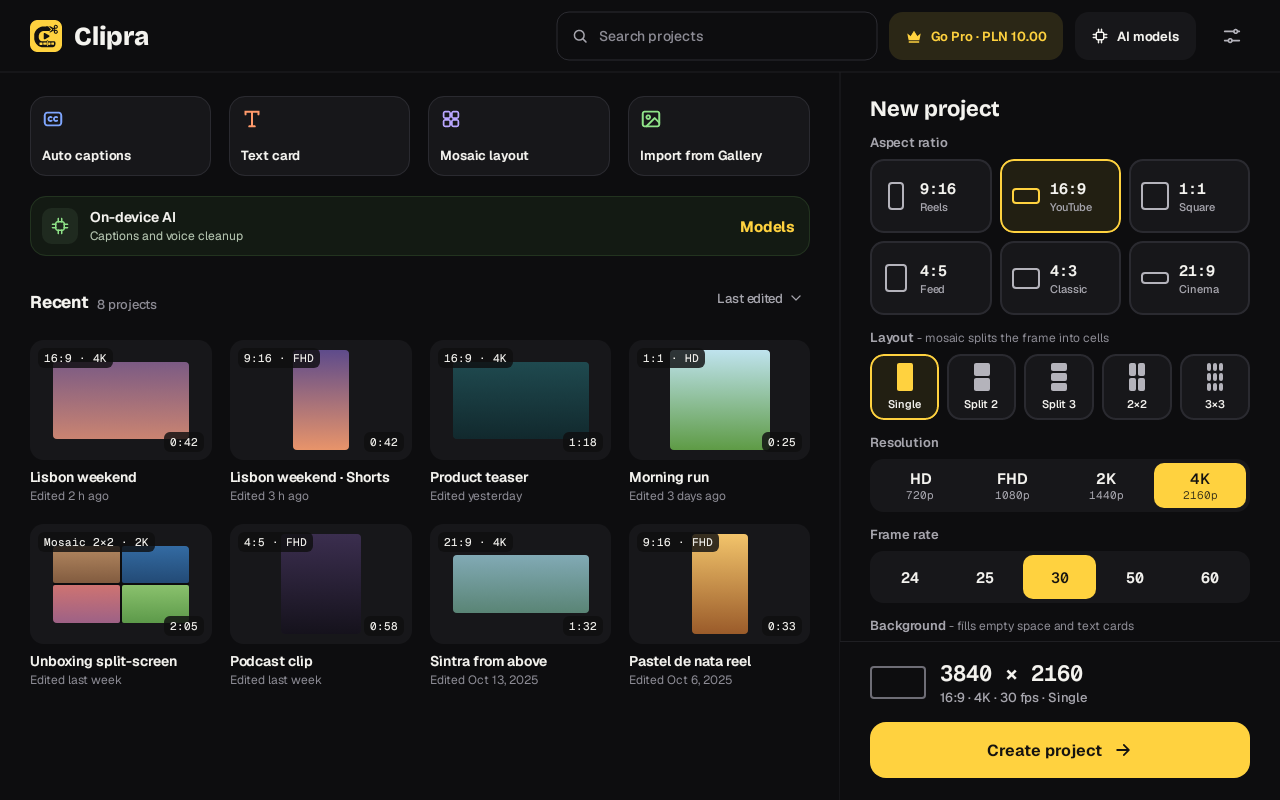 Clipra
Search projects
Go Pro · PLN 10.00
AI models
Auto captions
Text card
Mosaic layout
Import from Gallery
On-device AI
Captions and voice cleanup
Models
Recent 8 projects
Last edited
16:9 · 4K
0:42
Lisbon weekend
Edited 2 h ago
9:16 · FHD
0:42
Lisbon weekend · Shorts
Edited 3 h ago
16:9 · 4K
1:18
Product teaser
Edited yesterday
1:1 · HD
0:25
Morning run
Edited 3 days ago
Mosaic 2×2 · 2K
2:05
Unboxing split-screen
Edited last week
4:5 · FHD
0:58
Podcast clip
Edited last week
21:9 · 4K
1:32
Sintra from above
Edited Oct 13, 2025
9:16 · FHD
0:33
Pastel de nata reel
Edited Oct 6, 2025
New project
Aspect ratio
9:16
Reels
16:9
YouTube
1:1
Square
4:5
Feed
4:3
Classic
21:9
Cinema
Layout - mosaic splits the frame into cells
Single
Split 2
Split 3
2×2
3×3
Resolution
HD
720p
FHD
1080p
2K
1440p
4K
2160p
Frame rate
24
25
30
50
60
Background - fills empty space and text cards
3840 × 2160
16:9 · 4K · 30 fps · Single
Create project